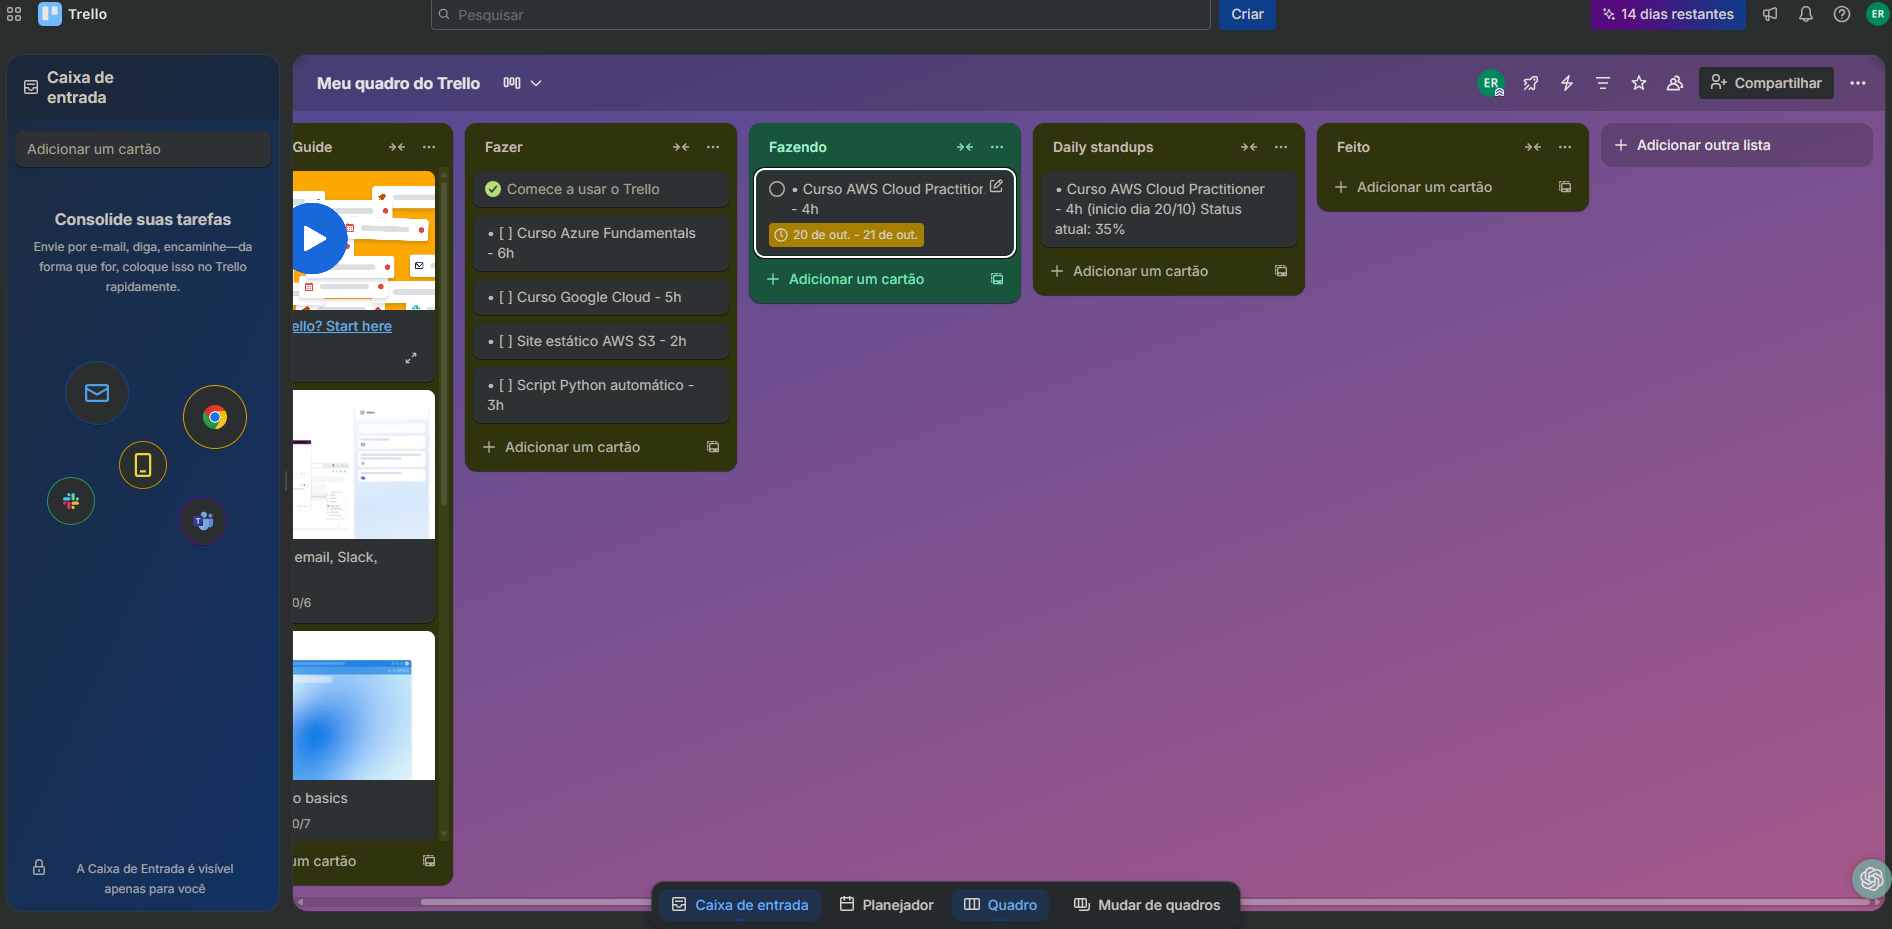 Trello
Pesquisar
Criar
14 dias restantes
ER
Caixa de
entrada
Adicionar um cartão
Consolide suas tarefas
Envie por e-mail, diga, encaminhe—da
forma que for, coloque isso no Trello
rapidamente.
A Caixa de Entrada é visível
apenas para você
Meu quadro do Trello
ER
Compartilhar
Guide
ello? Start here
email, Slack,
0/6
o basics
0/7
um cartão
Fazer
Comece a usar o Trello
• [ ] Curso Azure Fundamentals
- 6h
• [ ] Curso Google Cloud - 5h
• [ ] Site estático AWS S3 - 2h
• [ ] Script Python automático -
3h
+ Adicionar um cartão
Fazendo
• Curso AWS Cloud Practitior
- 4h
20 de out. - 21 de out.
+ Adicionar um cartão
Daily standups
• Curso AWS Cloud Practitioner
- 4h (inicio dia 20/10) Status
atual: 35%
+ Adicionar um cartão
Feito
+ Adicionar um cartão
+ Adicionar outra lista
Caixa de entrada
Planejador
Quadro
Mudar de quadros